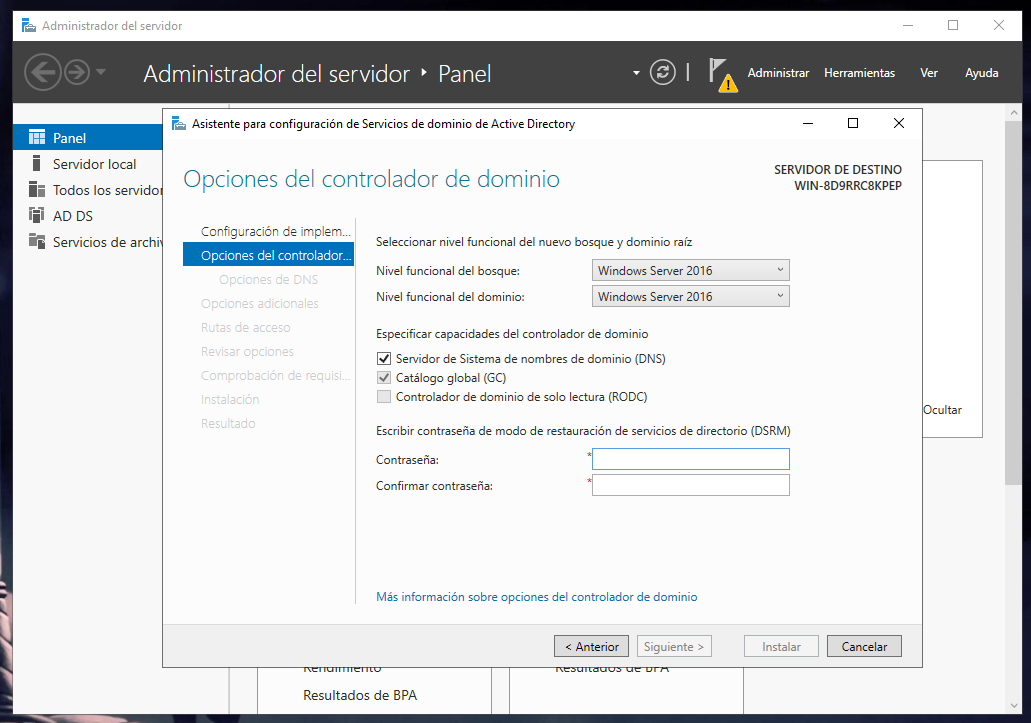 Administrador del servidor
Administrador del servidor ‣ Panel
Administrar Herramientas Ver Ayuda
Panel
Servidor local
Todos los servidor
AD DS
Servicios de archiv
Asistente para configuración de Servicios de dominio de Active Directory
Opciones del controlador de dominio
SERVIDOR DE DESTINO
WIN-8D9RRC8KPEP
Configuración de implem...
Opciones del controlador...
Opciones de DNS
Opciones adicionales
Rutas de acceso
Revisar opciones
Comprobación de requisi...
Instalación
Resultado
Seleccionar nivel funcional del nuevo bosque y dominio raíz
Nivel funcional del bosque: Windows Server 2016
Nivel funcional del dominio: Windows Server 2016
Especificar capacidades del controlador de dominio
Servidor de Sistema de nombres de dominio (DNS)
Catálogo global (GC)
Controlador de dominio de solo lectura (RODC)
Escribir contraseña de modo de restauración de servicios de directorio (DSRM)
Contraseña: *
Confirmar contraseña: *
Más información sobre opciones del controlador de dominio
< Anterior Siguiente > Instalar Cancelar
Ocultar
Rendimiento
Resultados de BPA
Resultados de BPA